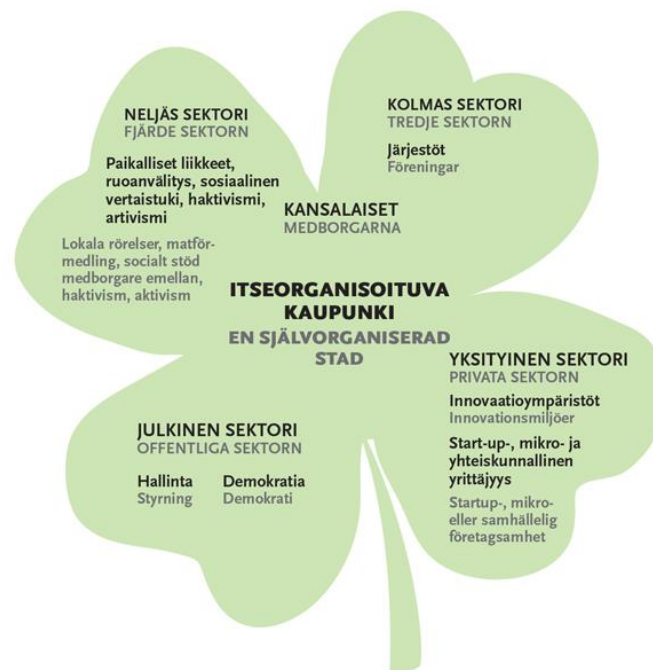 NELJÄS SEKTORI
FJÄRDE SEKTORN
Paikalliset liikkeet,
ruoanvälitys, sosiaalinen
vertaistuki, haktivismi,
artivismi
Lokala rörelser, matför-
medling, socialt stöd
medborgare emellan,
haktivism, aktivism
KOLMAS SEKTORI
TREDJE SEKTORN
Järjestöt
Föreningar
KANSALAISET
MEDBORGARNA
ITSEORGANISOITUVA
KAUPUNKI
EN SJÄLVORGANISERAD
STAD
JULKINEN SEKTORI
OFFENTLIGA SEKTORN
Hallinta Demokratia
Styrning Demokrati
YKSITYINEN SEKTORI
PRIVATA SEKTORN
Innovaatioympäristöt
Innovationsmiljöer
Start-up-, mikro- ja
yhteiskunnallinen
yrittäjyys
Startup-, mikro-
eller samhällelig
företagsamhet